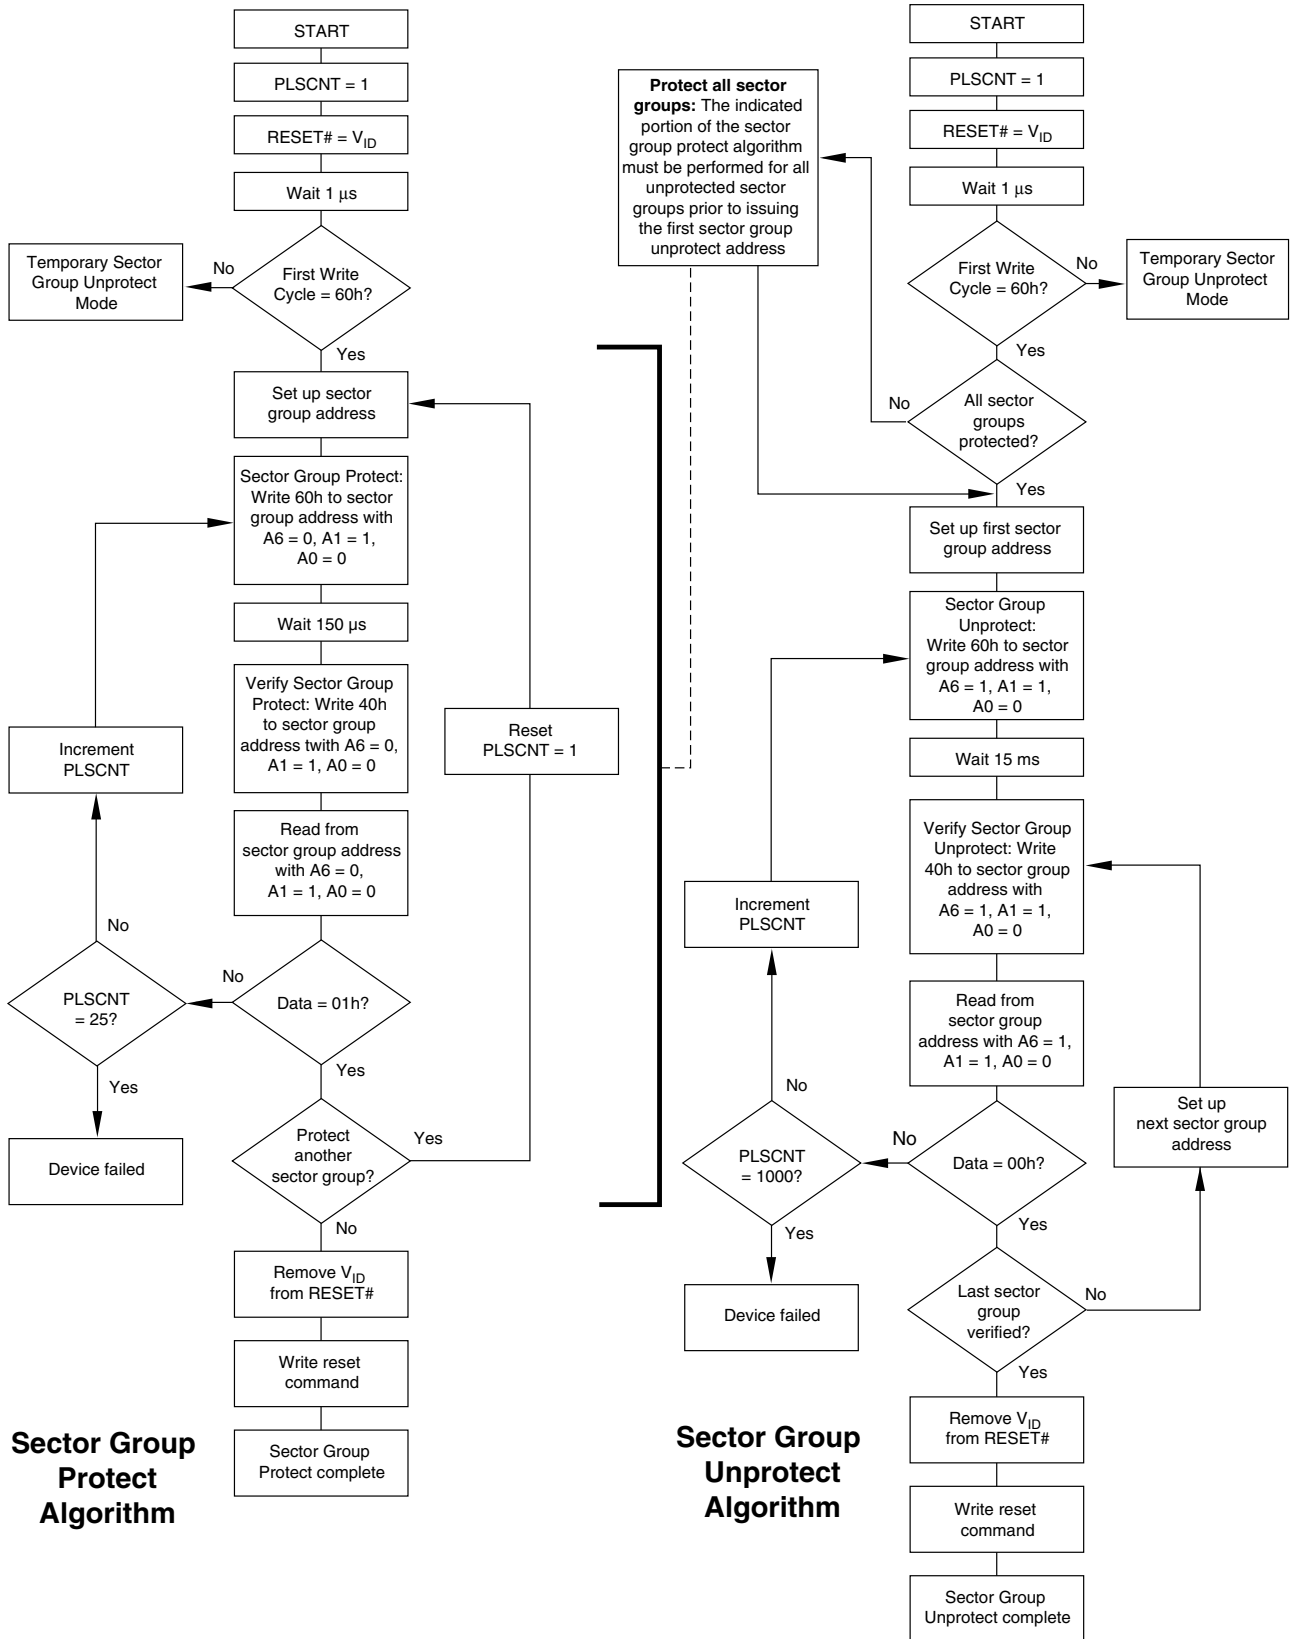 START
PLSCNT = 1
RESET# = VID
Wait 1 μs
First Write
Cycle = 60h?
No
Temporary Sector
Group Unprotect
Mode
Yes
Set up sector
group address
Sector Group Protect:
Write 60h to sector
group address with
A6 = 0, A1 = 1,
A0 = 0
Wait 150 μs
Verify Sector Group
Protect: Write 40h
to sector group
address twith A6 = 0,
A1 = 1, A0 = 0
Increment
PLSCNT
Reset
PLSCNT = 1
Read from
sector group address
with A6 = 0,
A1 = 1, A0 = 0
No
No
PLSCNT
= 25?
Data = 01h?
Yes
Yes
Device failed
Protect
another
sector group?
Yes
No
Remove VID
from RESET#
Write reset
command
Sector Group
Protect complete
Sector Group
Protect
Algorithm
START
PLSCNT = 1
Protect all sector
groups: The indicated
portion of the sector
group protect algorithm
must be performed for all
unprotected sector
groups prior to issuing
the first sector group
unprotect address
RESET# = VID
Wait 1 μs
First Write
Cycle = 60h?
No
Temporary Sector
Group Unprotect
Mode
Yes
No
All sector
groups
protected?
Yes
Set up first sector
group address
Sector Group
Unprotect:
Write 60h to sector
group address with
A6 = 1, A1 = 1,
A0 = 0
Wait 15 ms
Verify Sector Group
Unprotect: Write
40h to sector group
address with
A6 = 1, A1 = 1,
A0 = 0
Increment
PLSCNT
Read from
sector group
address with A6 = 1,
A1 = 1, A0 = 0
No
No
PLSCNT
= 1000?
Data = 00h?
Set up
next sector group
address
Yes
Yes
Device failed
Last sector
group
verified?
No
Yes
Remove VID
from RESET#
Write reset
command
Sector Group
Unprotect complete
Sector Group
Unprotect
Algorithm